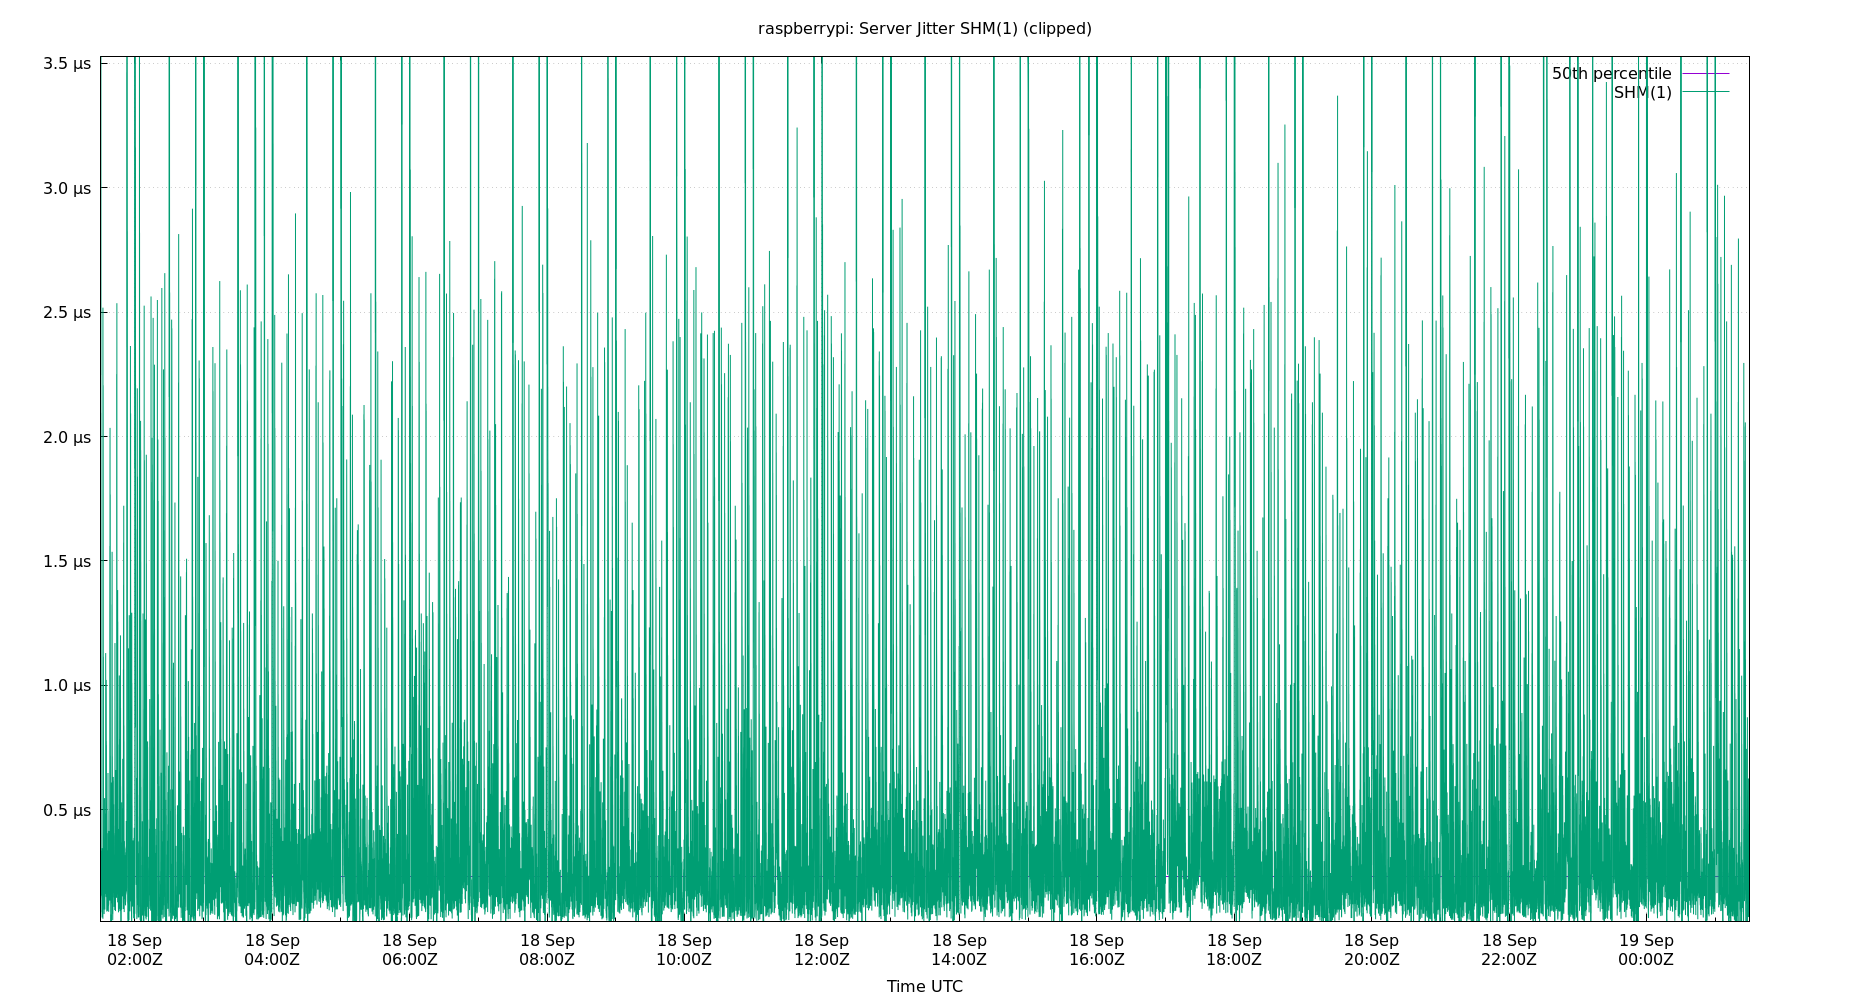 raspberrypi: Server Jitter SHM(1) (clipped)
3.5 µs
3.0 µs
2.5 µs
2.0 µs
1.5 µs
1.0 µs
0.5 µs
50th percentile
SHM(1)
18 Sep 18 Sep 18 Sep 18 Sep 18 Sep 18 Sep 18 Sep 18 Sep 18 Sep 18 Sep 18 Sep 19 Sep
02:00Z 04:00Z 06:00Z 08:00Z 10:00Z 12:00Z 14:00Z 16:00Z 18:00Z 20:00Z 22:00Z 00:00Z
Time UTC